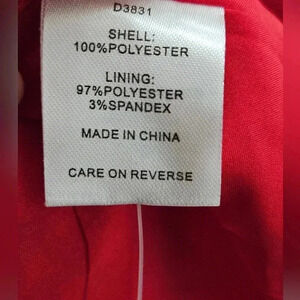 D3831
SHELL:
100%POLYESTER
LINING:
97%POLYESTER
3%SPANDEX
MADE IN CHINA
CARE ON REVERSE